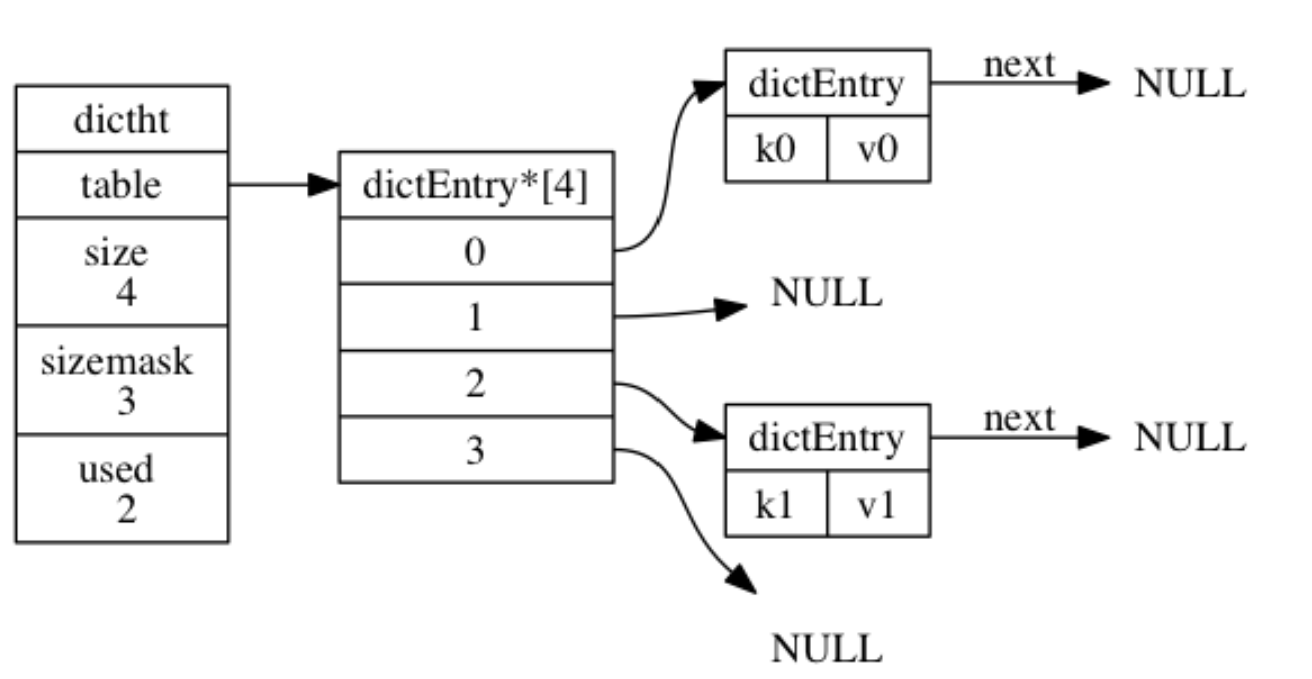 dictht
table
size
4
sizemask
3
used
2
dictEntry*[4]
0
1
2
3
dictEntry
k0 v0
next
NULL
NULL
dictEntry
k1 v1
next
NULL
NULL